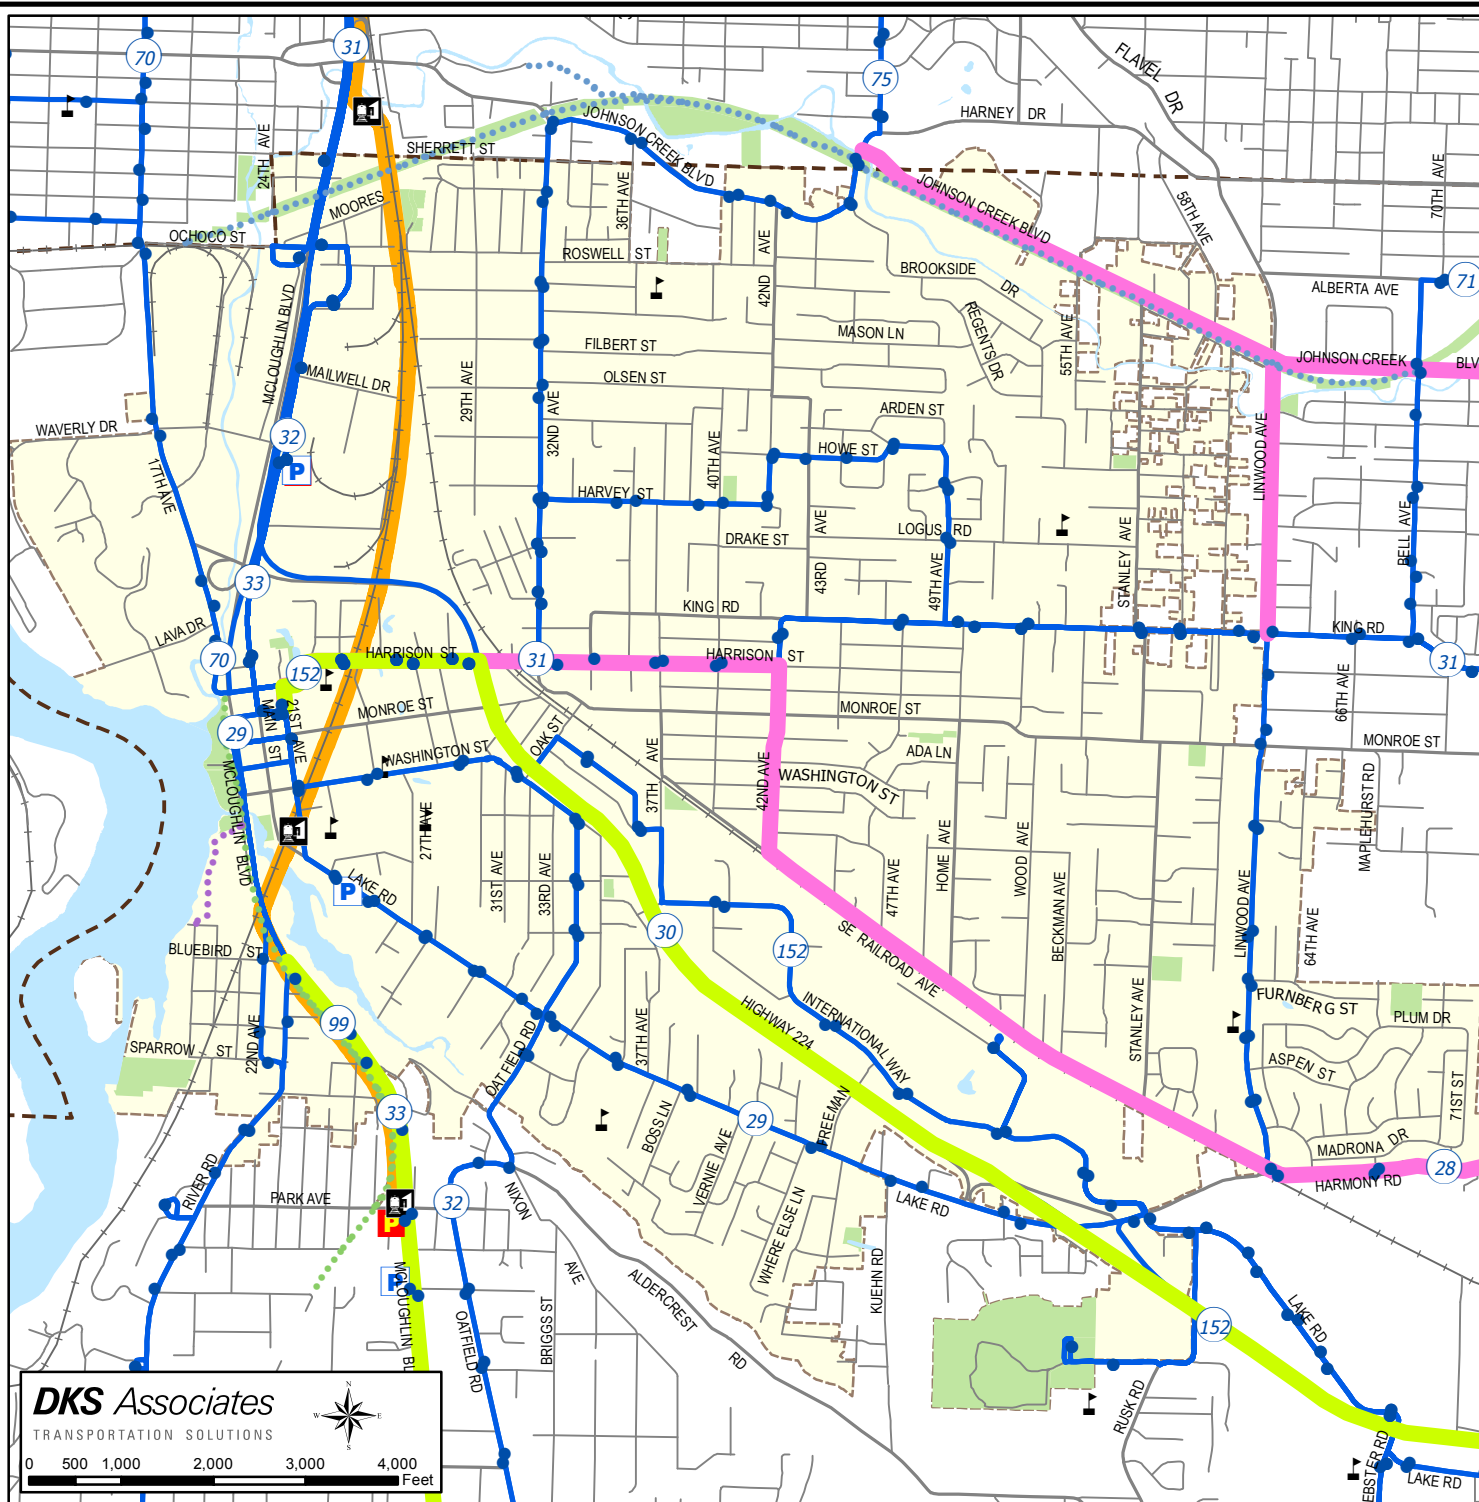 70
31
75
FLAVEL DR
HARNEY DR
24TH AVE
SHERRETT ST
JOHNSON CREEK BLVD
36TH AVE
MOORES
OCHOCO ST
ROSWELL ST
42ND AVE
JOHNSON CREEK BLVD
58TH AVE
70TH AVE
BROOKSIDE DR
ALBERTA AVE
71
MCLOUGHLIN BLVD
MASON LN
REGENTS DR
55TH AVE
FILBERT ST
JOHNSON CREEK BLV
MAILWELL DR
29TH AVE
OLSEN ST
ARDEN ST
WAVERLY DR
32
32ND AVE
40TH AVE
HOWE ST
LINWOOD AVE
P
17TH AVE
HARVEY ST
DRAKE ST
43RD AVE
LOGUS RD
49TH AVE
STANLEY AVE
BELL AVE
33
KING RD
KING RD
LAVA DR
70
152
HARRISON ST
31
HARRISON ST
31
MONROE ST
MAIN ST
21ST AVE
29
MONROE ST
66TH AVE
MONROE ST
OAK ST
WASHINGTON ST
37TH AVE
42ND AVE
WASHINGTON ST
ADA LN
MAPLEHURST RD
MCLOUGHLIN BLVD
27TH AVE
LAKE RD
P
31ST AVE
33RD AVE
47TH AVE
HOME AVE
WOOD AVE
BECKMAN AVE
LINWOOD AVE
64TH AVE
30
152
SE RAILROAD AVE
BLUEBIRD ST
99
22ND AVE
SPARROW ST
OATFIELD RD
37TH AVE
HIGHWAY 224
INTERNATIONAL WAY
STANLEY AVE
FURNBERG ST
PLUM DR
ASPEN ST
71ST ST
33
BOSS LN
29
VERNIE AVE
FREEMAN
MADRONA DR
28
HARMONY RD
RIVER RD
PARK AVE
P
32
NIXON AVE
LAKE RD
WHERE ELSE LN
KUEHN RD
P
MCLOUGHLIN BL
OATFIELD RD
BRIGGS ST
ALDERCREST RD
152
LAKE RD
RUSK RD
EBSTER RD
LAKE RD
DKS Associates
TRANSPORTATION SOLUTIONS
N
W E
S
0 500 1,000 2,000 3,000 4,000
Feet